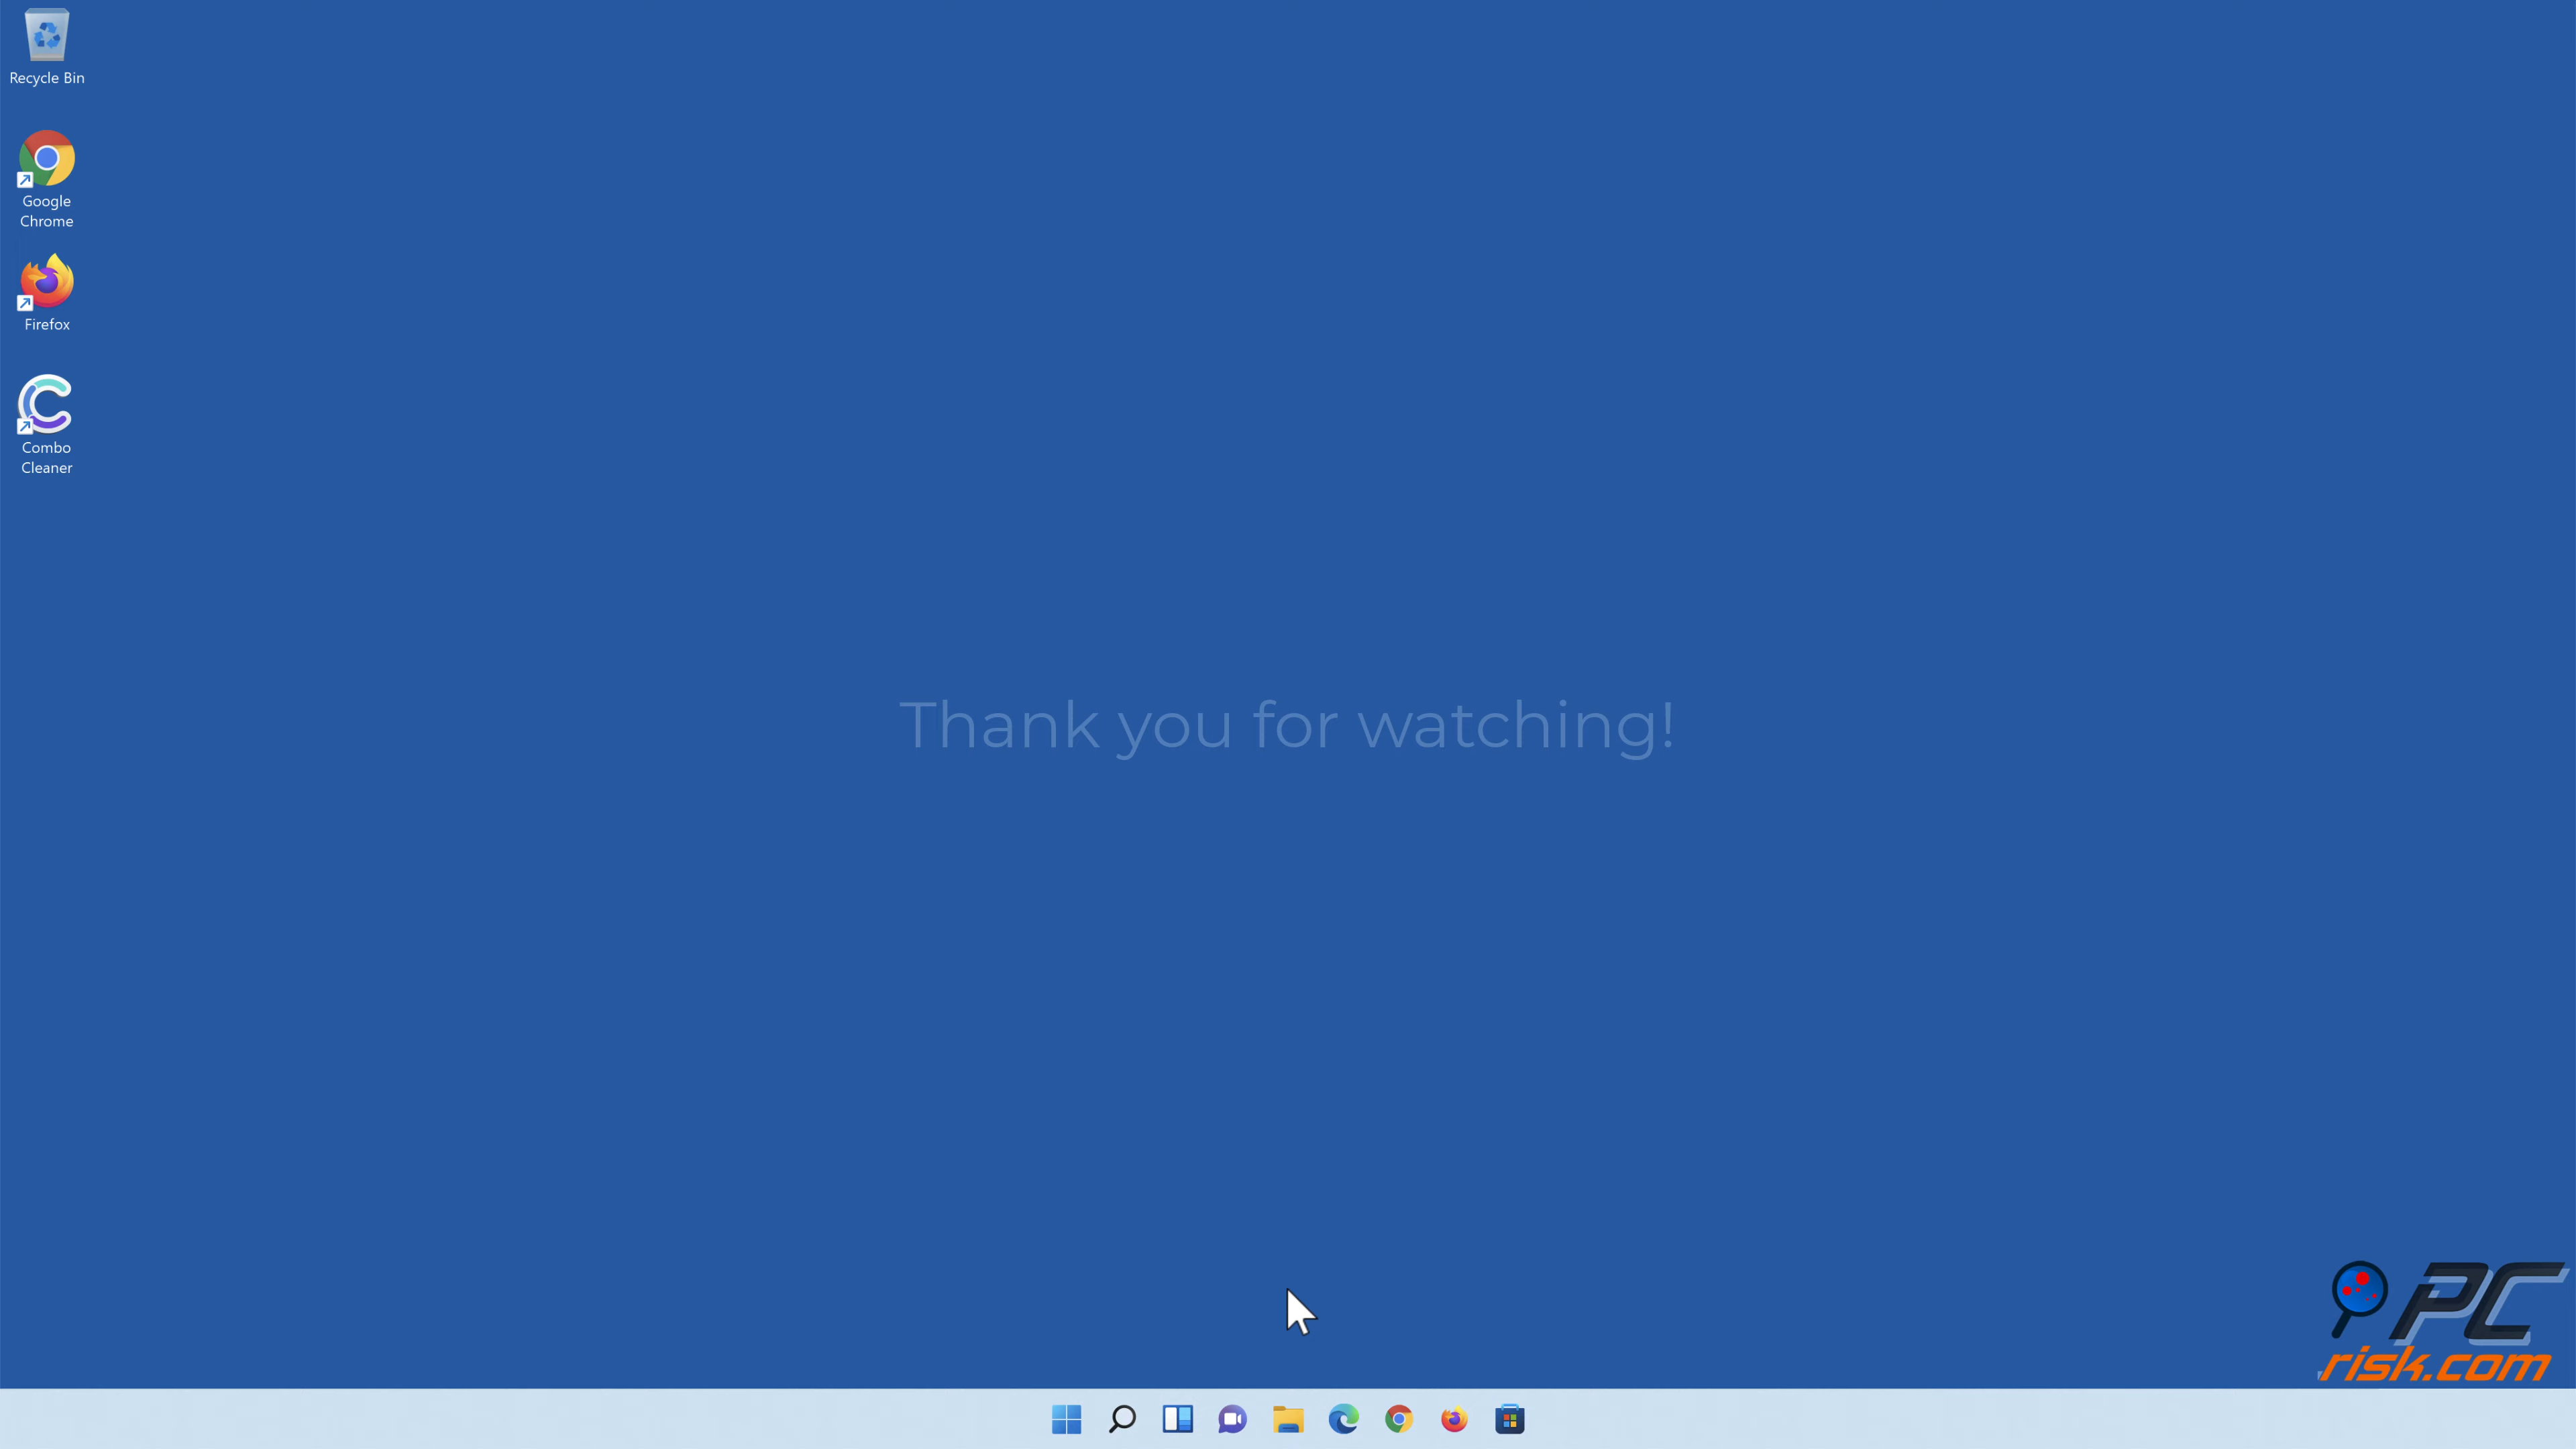 Recycle Bin
Google
Chrome
Firefox
Combo
Cleaner
Thank you for watching!
PC
risk.com